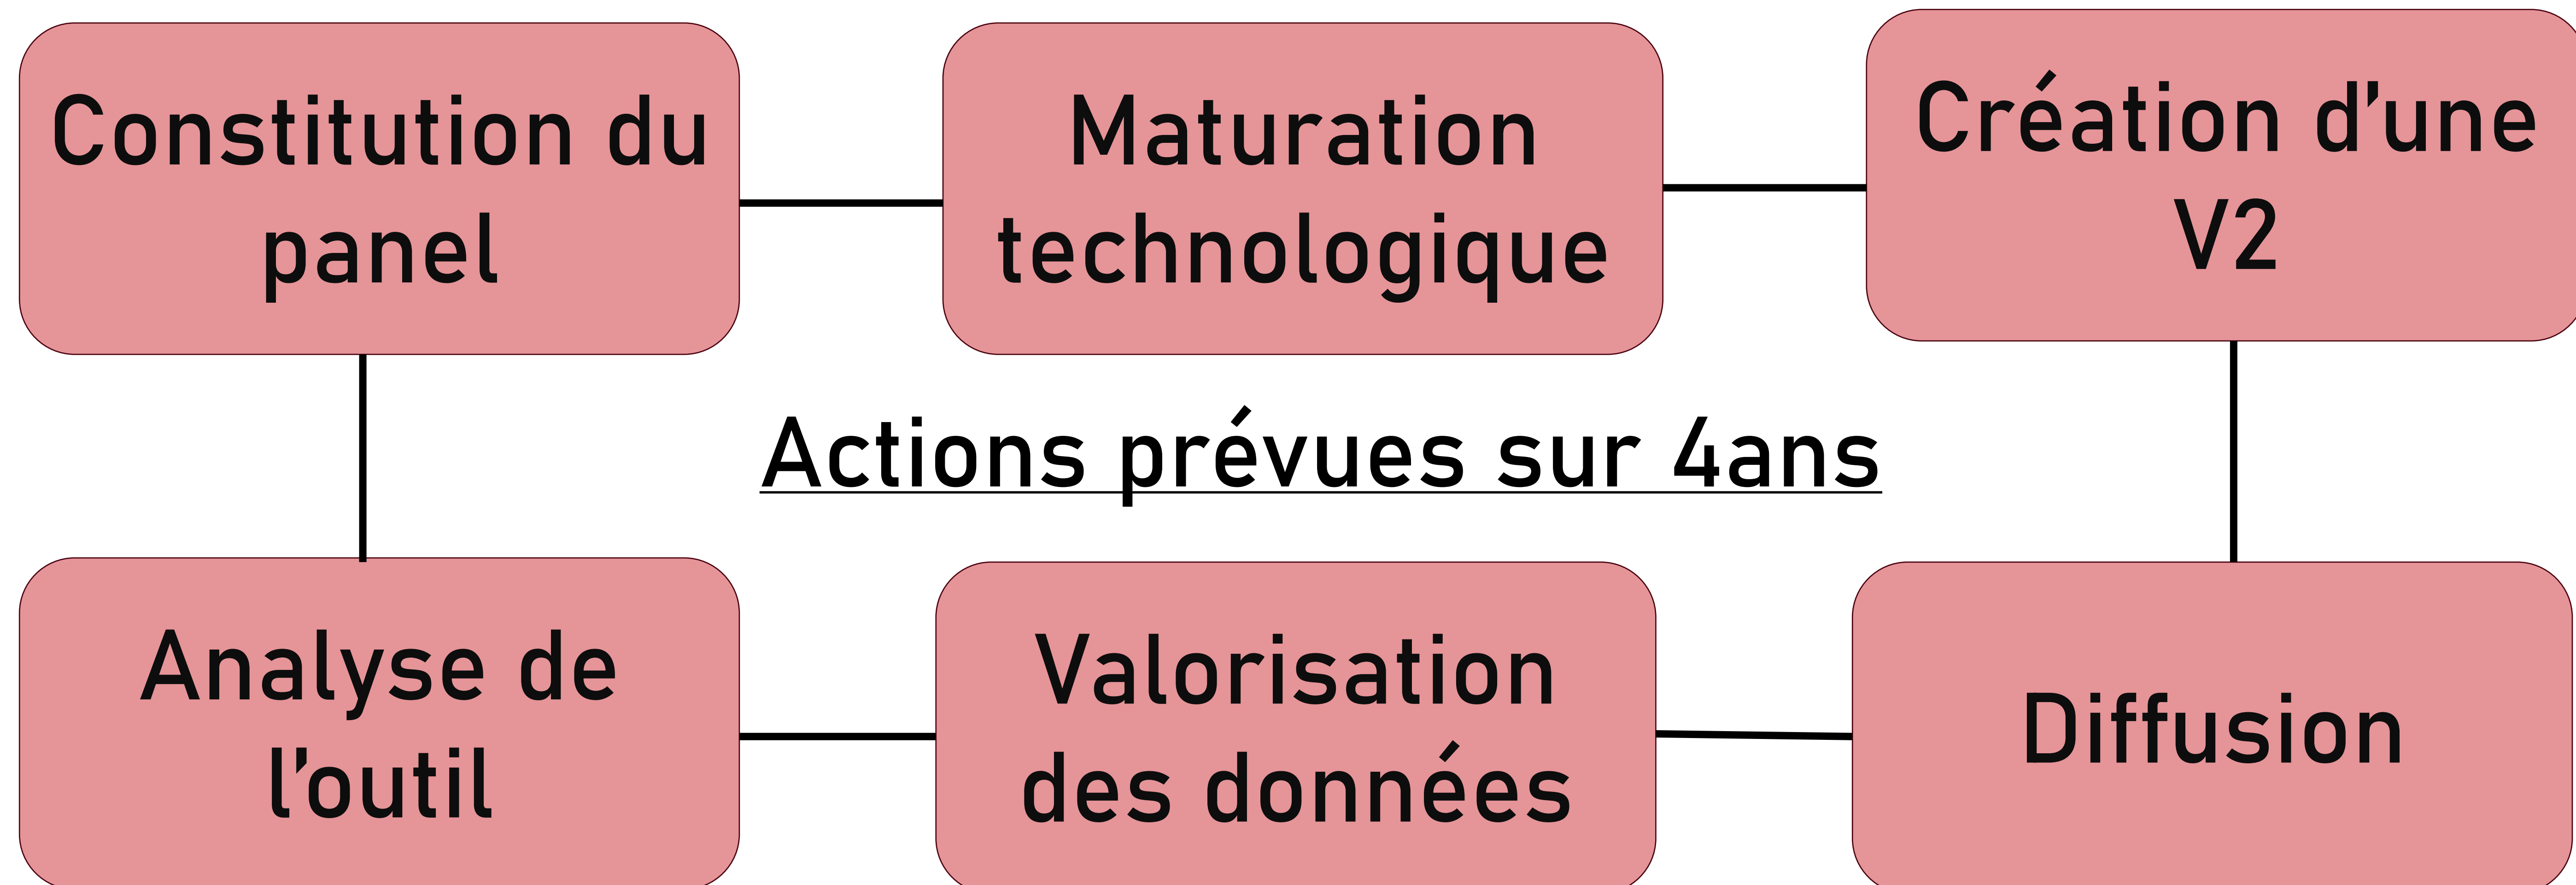 Constitution du
panel
Maturation
technologique
Création d’une
V2
Actions prévues sur 4ans
Analyse de
l’outil
Valorisation
des données
Diffusion